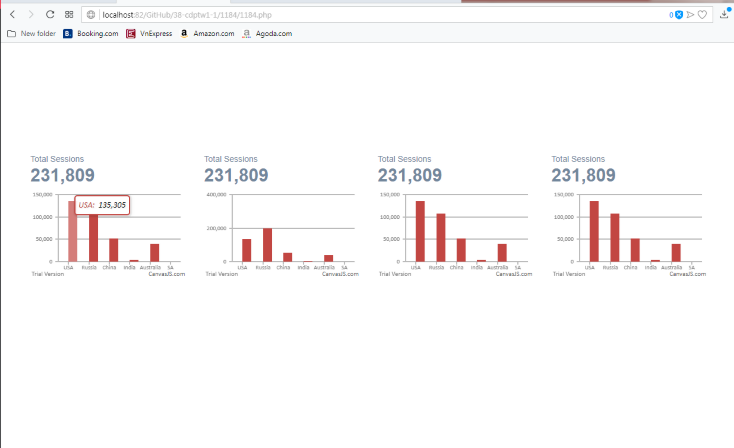 localhost:82/GitHub/38-cdpfw1-1/1184/1184.php
0
New folder
B Booking.com
VnExpress
a Amazon.com
a Agoda.com
Total Sessions Total Sessions Total Sessions Total Sessions
231,809 231,809 231,809 231,809
150,000 400,000 150,000 150,000
USA: 135,305
100,000 200,000 100,000 100,000
50,000 50,000 50,000
0 0 0 0
USA Russia China India Australia SA USA Russia China India Australia SA USA Russia China India Australia SA USA Russia China India Australia SA
Trial Version CanvasJS.com Trial Version CanvasJS.com Trial Version CanvasJS.com Trial Version CanvasJS.com